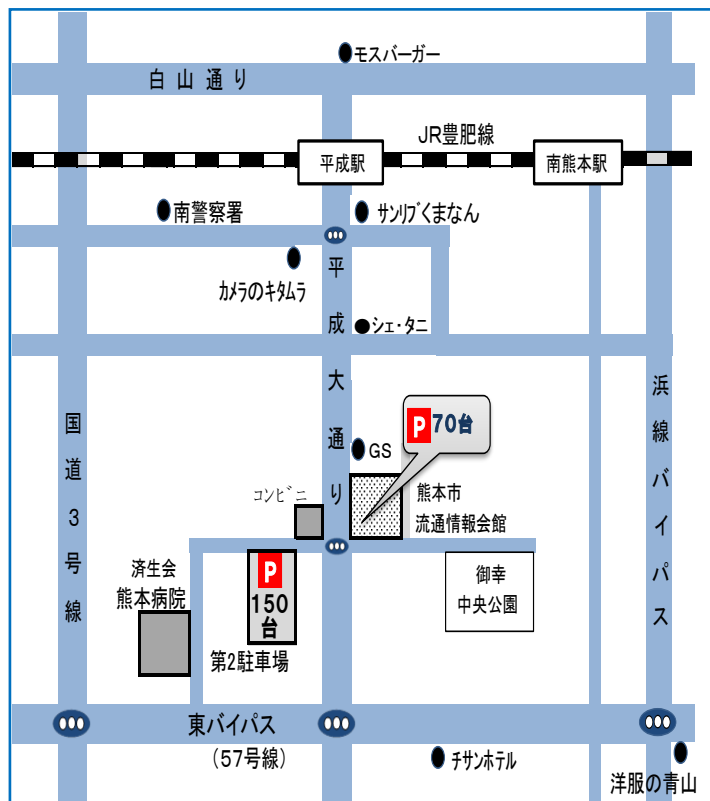 モスバーガー
白山通り
JR豊肥線
平成駅
南熊本駅
南警察署
サンリブくまなん
カメラのキタムラ
平成大通り
シェ・タニ
浜線バイパス
国道3号線
P 70台
GS
コンビニ
熊本市
流通情報会館
済生会
熊本病院
P
150
台
第2駐車場
御幸
中央公園
東バイパス
(57号線)
チサンホテル
洋服の青山